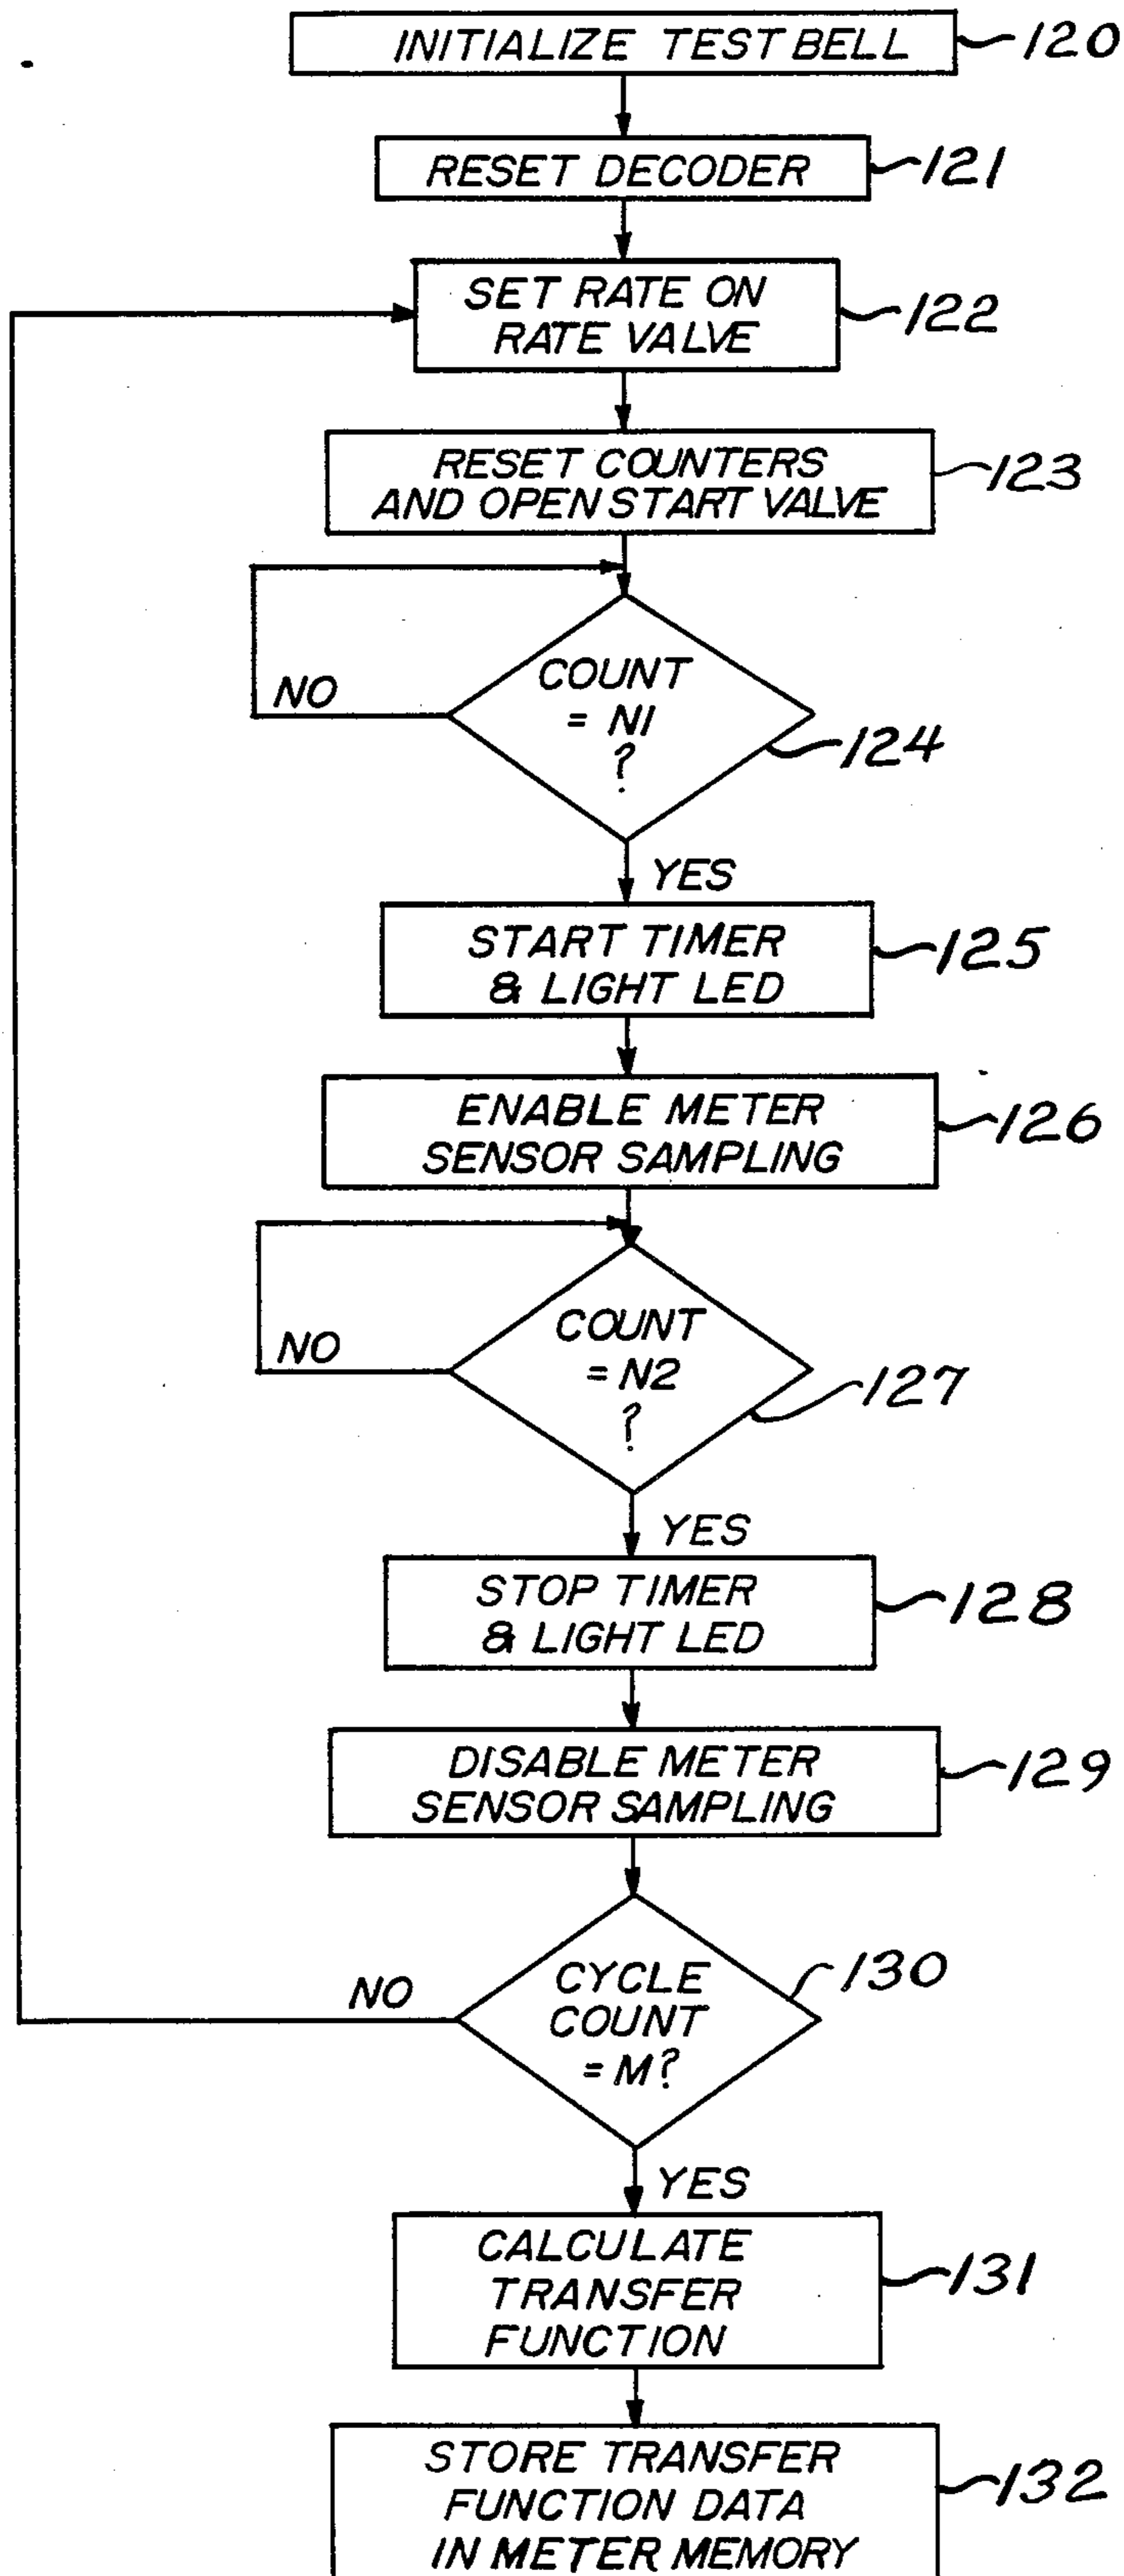 INITIALIZE TEST BELL
120
RESET DECODER
121
SET RATE ON
RATE VALVE
122
RESET COUNTERS
AND OPEN START VALVE
123
COUNT
= N1
?
NO
124
YES
START TIMER
& LIGHT LED
125
ENABLE METER
SENSOR SAMPLING
126
COUNT
= N2
?
NO
127
YES
STOP TIMER
& LIGHT LED
128
DISABLE METER
SENSOR SAMPLING
129
CYCLE
COUNT
= M?
NO
130
YES
CALCULATE
TRANSFER
FUNCTION
131
STORE TRANSFER
FUNCTION DATA
IN METER MEMORY
132